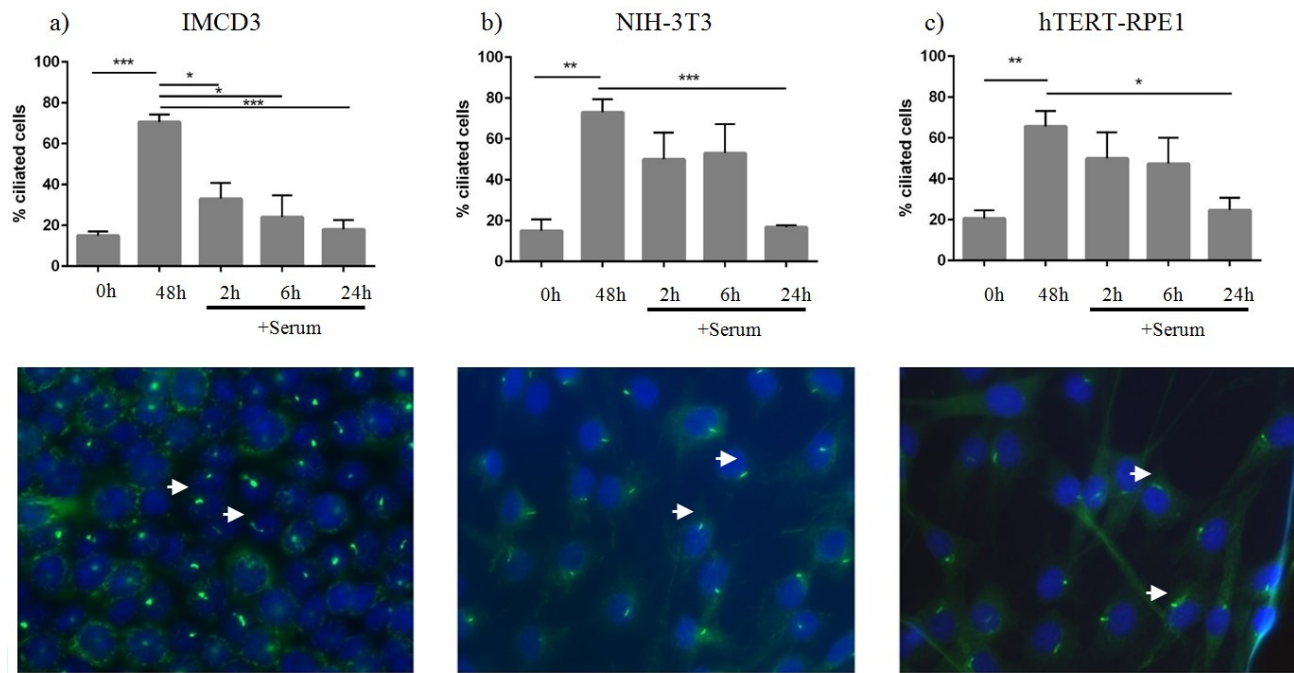 a) IMCD3
*** * * ***
100
80
60
40
20
0
% ciliated cells
0h 48h 2h 6h 24h
+Serum
b) NIH-3T3
** ***
100
80
60
40
20
0
% ciliated cells
0h 48h 2h 6h 24h
+Serum
c) hTERT-RPE1
** *
100
80
60
40
20
0
% ciliated cells
0h 48h 2h 6h 24h
+Serum